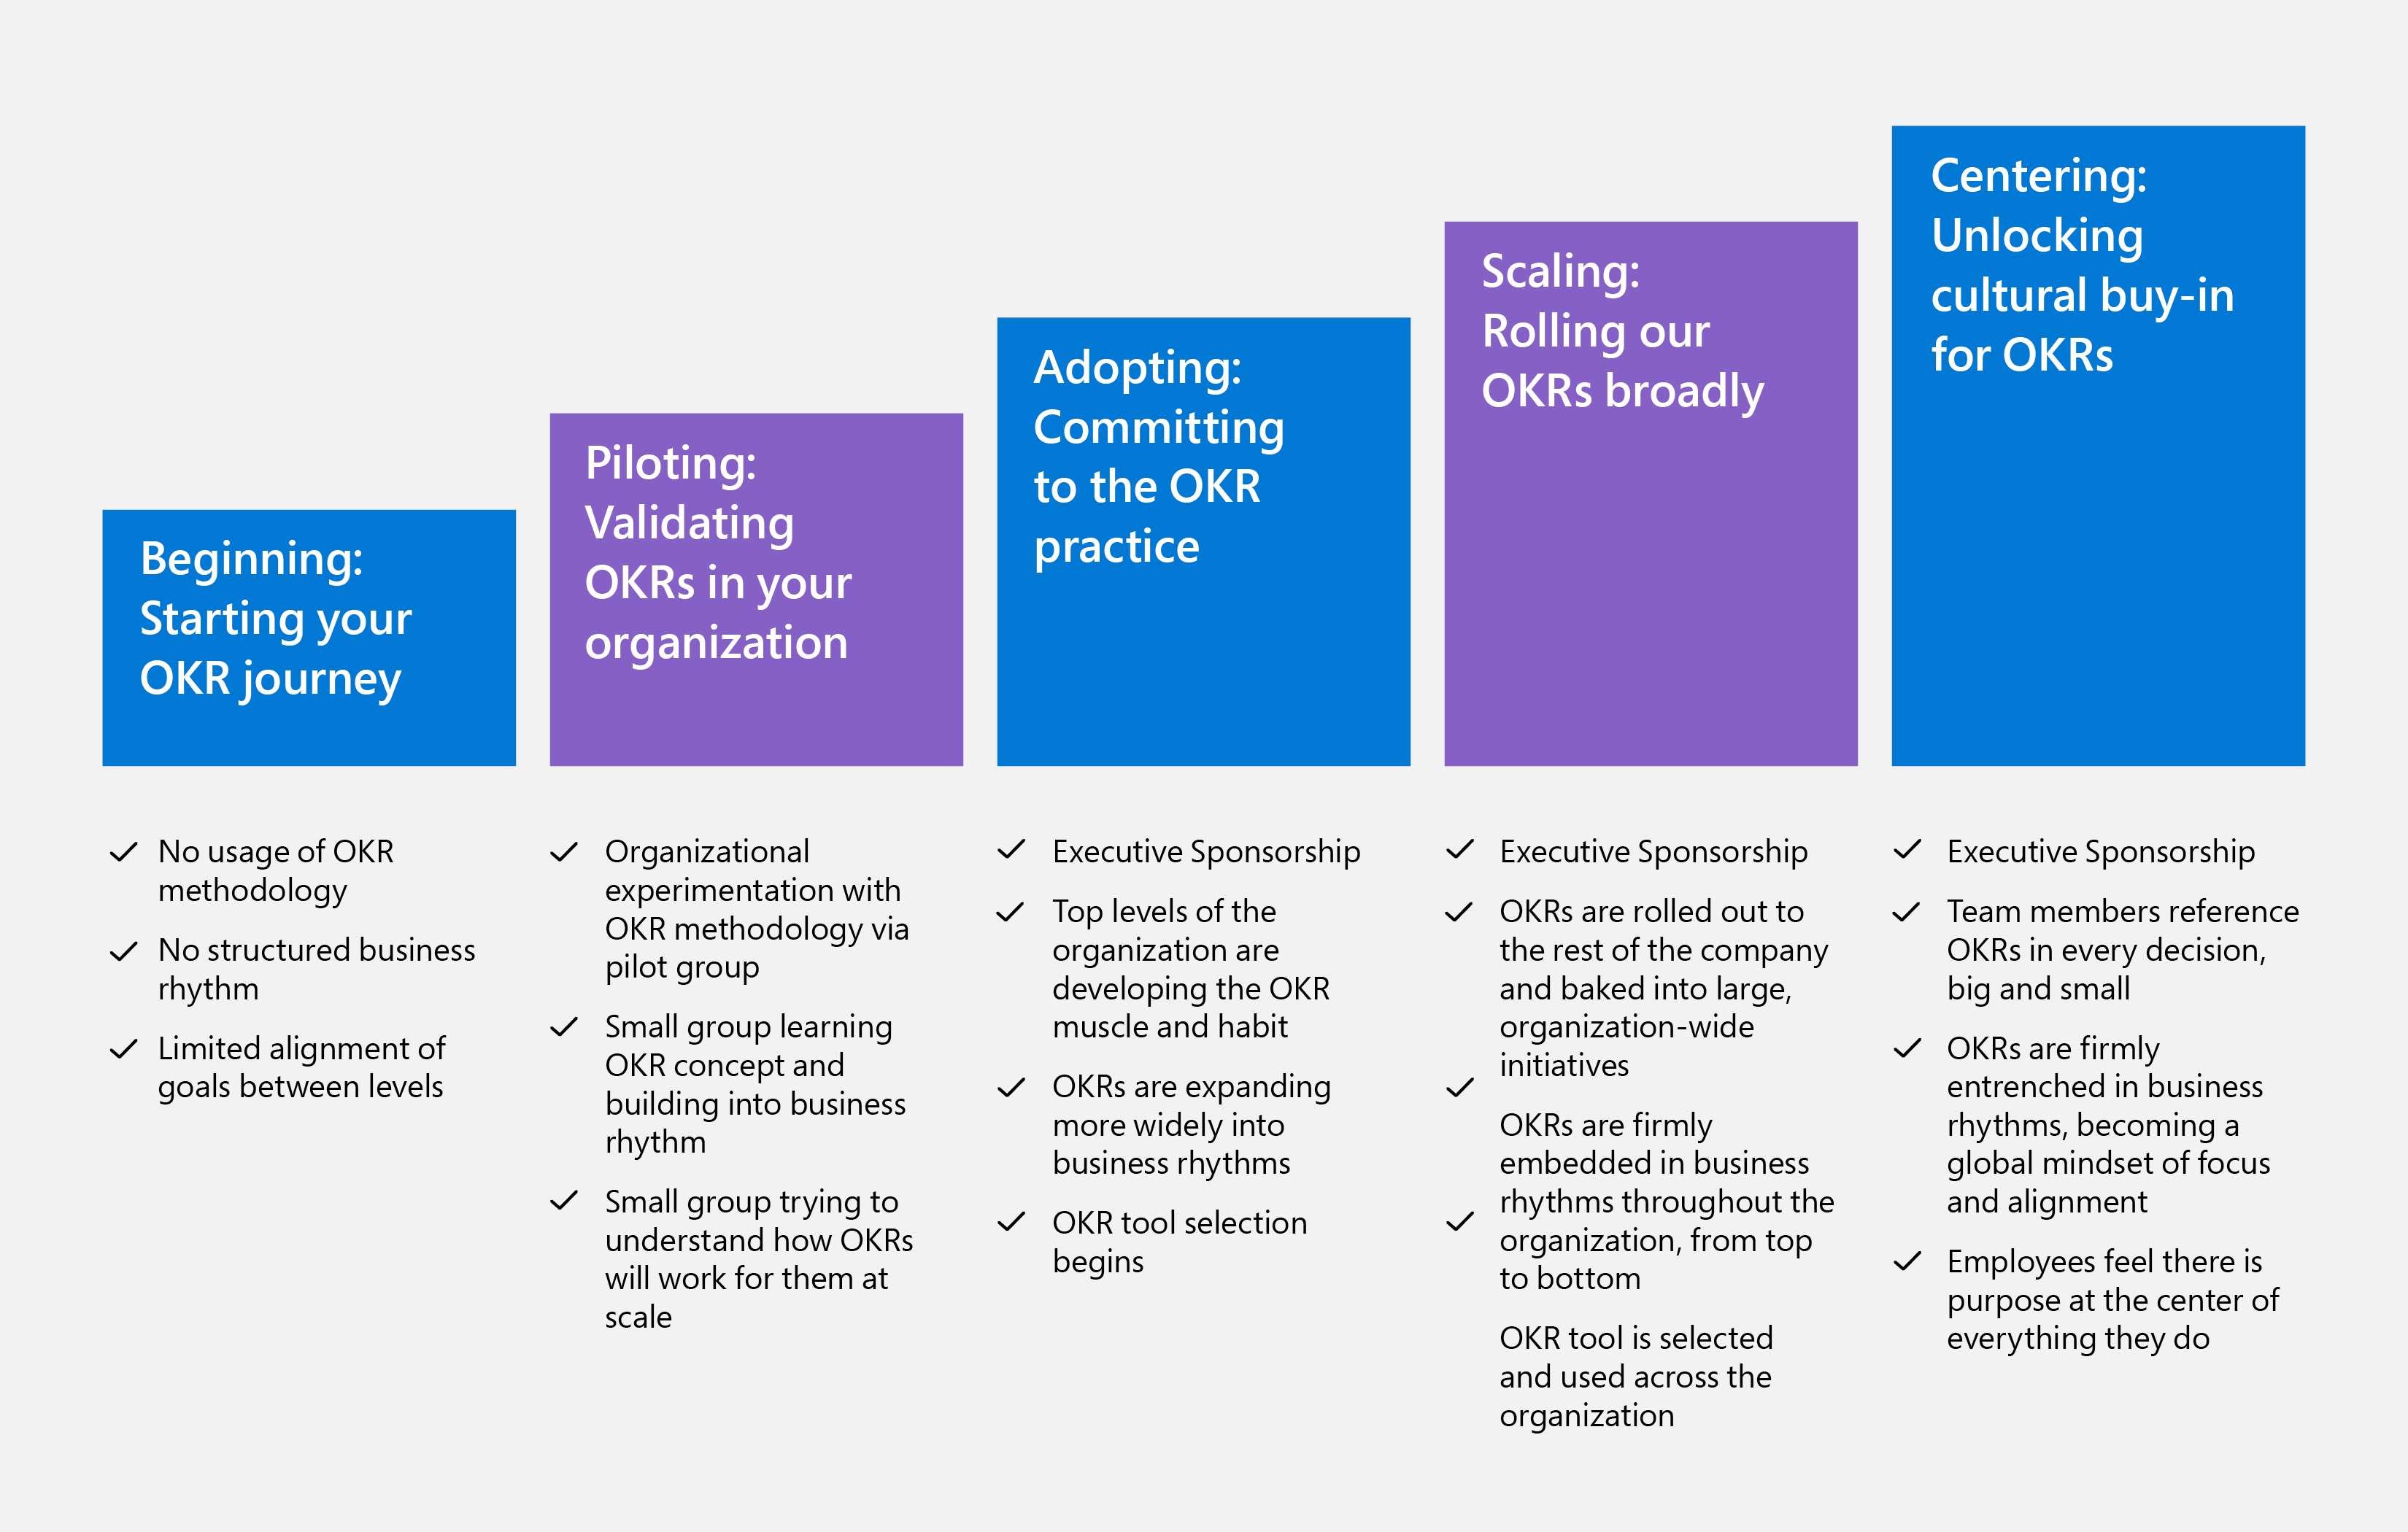 Beginning:
Starting your
OKR journey
No usage of OKR
methodology
No structured business
rhythm
Limited alignment of
goals between levels
Piloting:
Validating
OKRs in your
organization
Organizational
experimentation with
OKR methodology via
pilot group
Small group learning
OKR concept and
building into business
rhythm
Small group trying to
understand how OKRs
will work for them at
scale
Adopting:
Committing
to the OKR
practice
Executive Sponsorship
Top levels of the
organization are
developing the OKR
muscle and habit
OKRs are expanding
more widely into
business rhythms
OKR tool selection
begins
Scaling:
Rolling our
OKRs broadly
Executive Sponsorship
OKRs are rolled out to
the rest of the company
and baked into large,
organization-wide
initiatives
OKRs are firmly
embedded in business
rhythms throughout the
organization, from top
to bottom
OKR tool is selected
and used across the
organization
Centering:
Unlocking
cultural buy-in
for OKRs
Executive Sponsorship
Team members reference
OKRs in every decision,
big and small
OKRs are firmly
entrenched in business
rhythms, becoming a
global mindset of focus
and alignment
Employees feel there is
purpose at the center of
everything they do